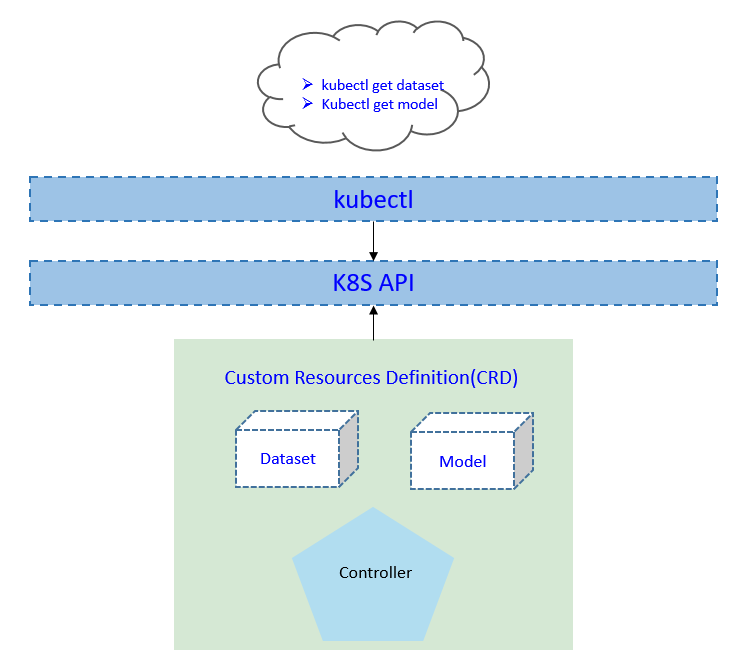 ➢ kubectl get dataset
➢ Kubectl get model
kubectl
K8S API
Custom Resources Definition(CRD)
Dataset
Model
Controller